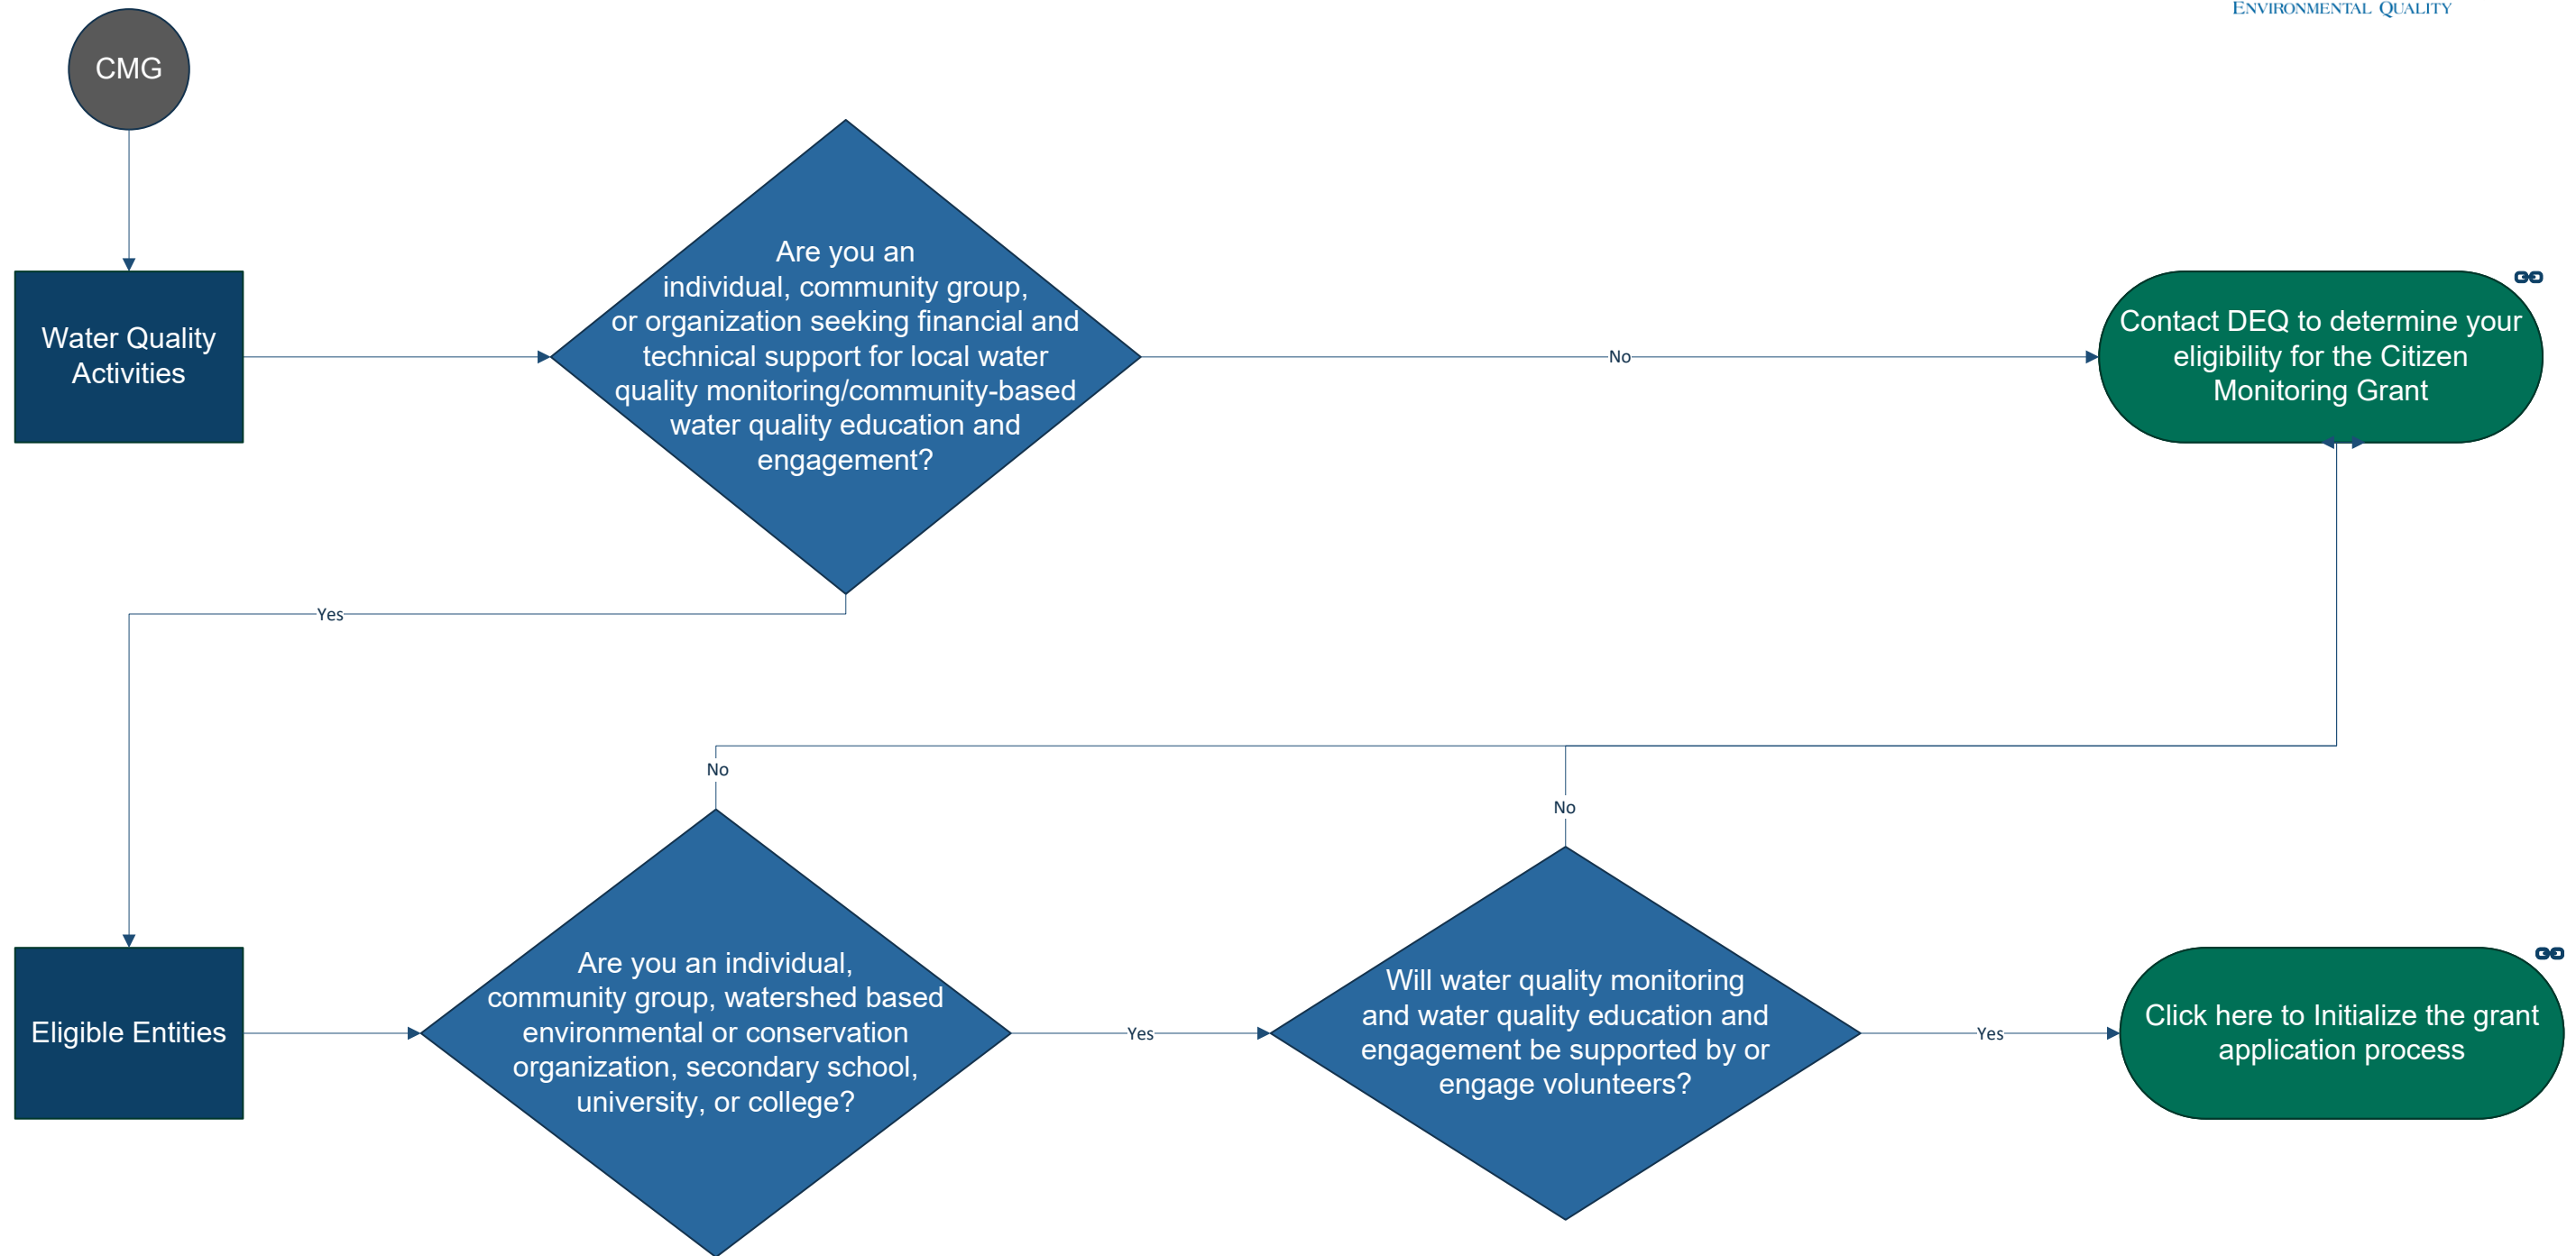 ENVIRONMENTAL QUALITY
CMG
Water Quality
Activities
Are you an
individual, community group,
or organization seeking financial and
technical support for local water
quality monitoring/community-based
water quality education and
engagement?
No
Contact DEQ to determine your
eligibility for the Citizen
Monitoring Grant
Yes
No
No
Eligible Entities
Are you an individual,
community group, watershed based
environmental or conservation
organization, secondary school,
university, or college?
Yes
Will water quality monitoring
and water quality education and
engagement be supported by or
engage volunteers?
Yes
Click here to Initialize the grant
application process